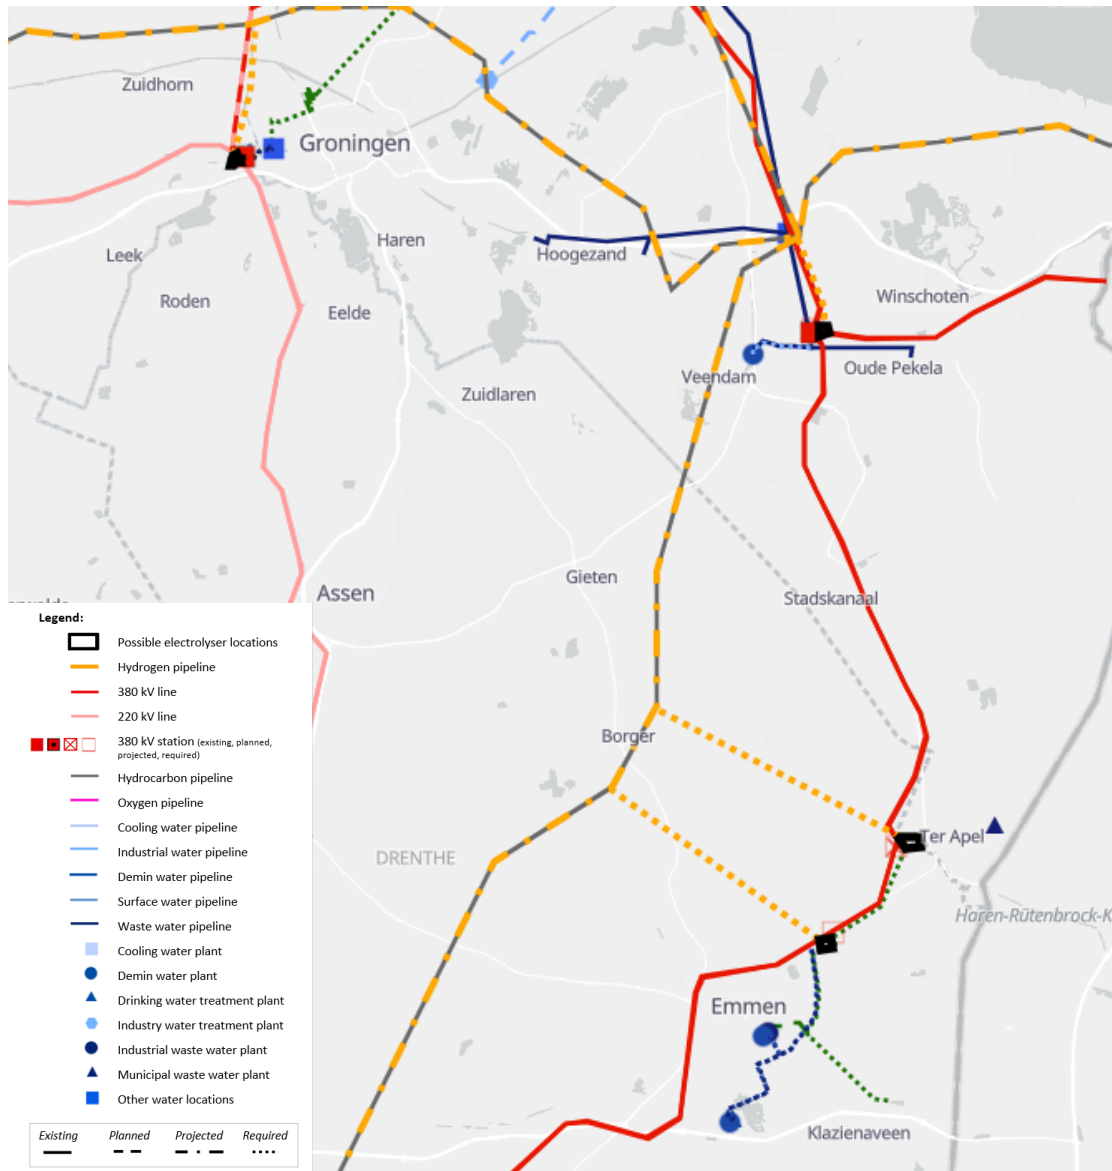 Zuidhorn
Groningen
Leek
Haren
Hoogezand
Roden
Eelde
Winschoten
Veendam
Oude Pekela
Zuidlaren
Gieten
Assen
Stadskanaal
Borger
Ter Apel
DRENTHE
Haren-Rütenbrock-K
Emmen
Klazienaveen
Legend:
Possible electrolyser locations
Hydrogen pipeline
380 kV line
220 kV line
380 kV station (existing, planned,
projected, required)
Hydrocarbon pipeline
Oxygen pipeline
Cooling water pipeline
Industrial water pipeline
Demin water pipeline
Surface water pipeline
Waste water pipeline
Cooling water plant
Demin water plant
Drinking water treatment plant
Industry water treatment plant
Industrial waste water plant
Municipal waste water plant
Other water locations
Existing Planned Projected Required